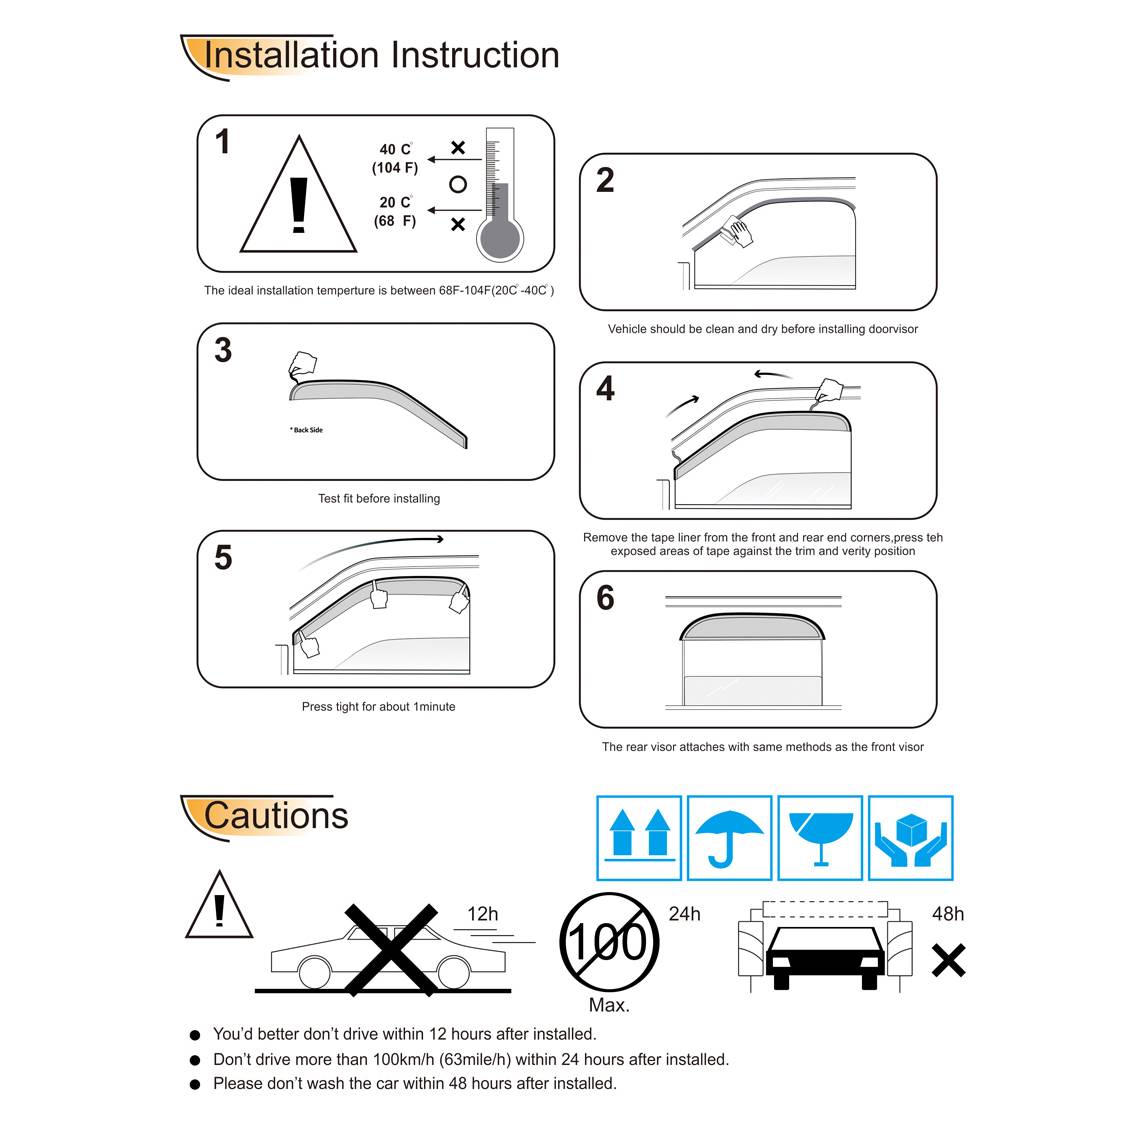 Installation Instruction
1
40 C°
(104 F)
20 C°
(68 F)
The ideal installation temperture is between 68F-104F(20C°-40C°)
2
Vehicle should be clean and dry before installing doorvisor
3
* Back Side
Test fit before installing
4
Remove the tape liner from the front and rear end corners,press teh
exposed areas of tape against the trim and verity position
5
Press tight for about 1minute
6
The rear visor attaches with same methods as the front visor
Cautions
12h
100
Max.
24h
48h
● You'd better don't drive within 12 hours after installed.
● Don't drive more than 100km/h (63mile/h) within 24 hours after installed.
● Please don't wash the car within 48 hours after installed.